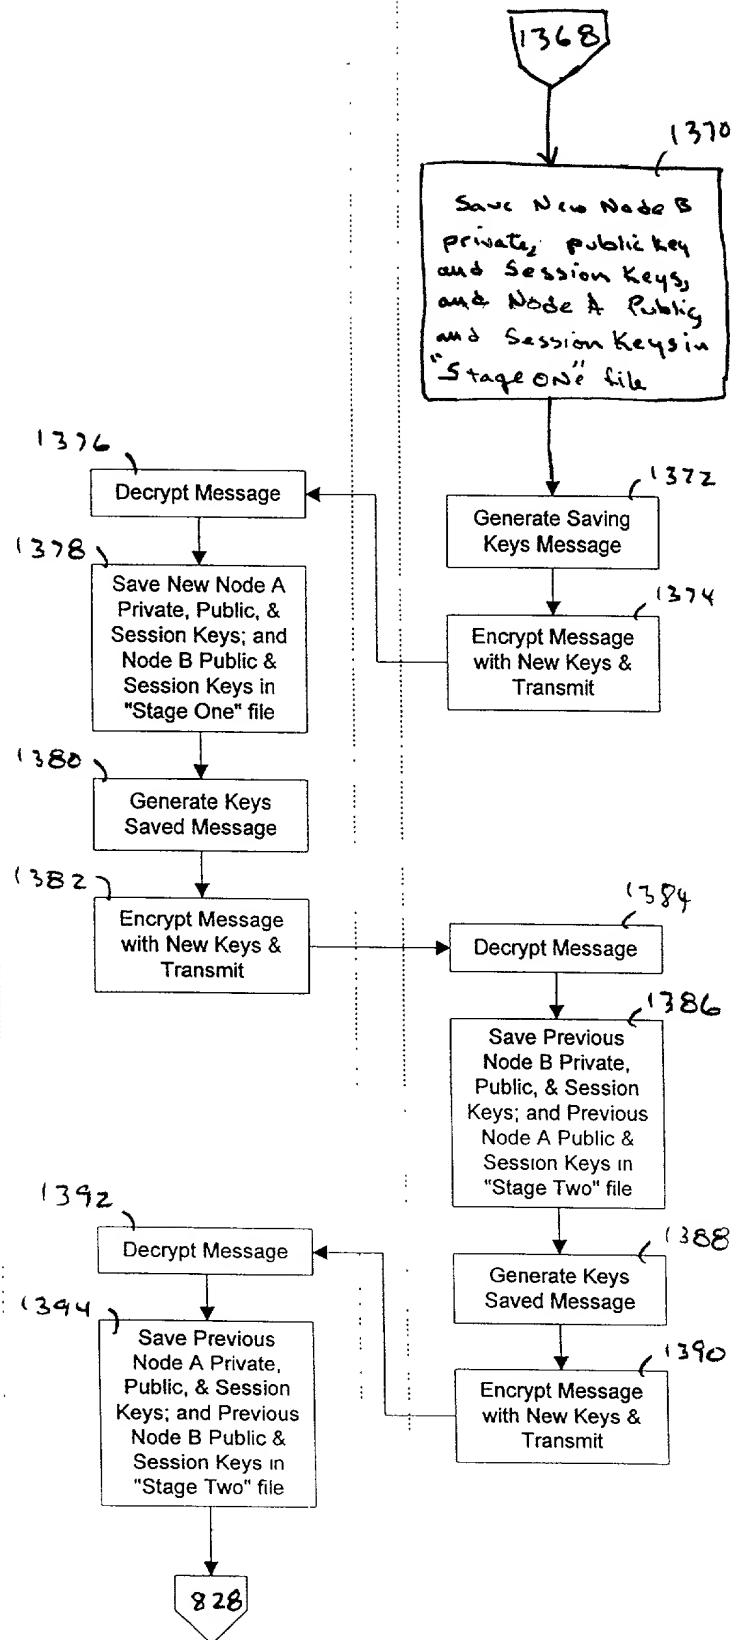 1368
1370
Save New Node B
private, public key
and Session Keys,
and Node A Public,
and Session Keys in
"Stage ONe" file
1376
Decrypt Message
1372
Generate Saving
Keys Message
1378
Save New Node A
Private, Public, &
Session Keys; and
Node B Public &
Session Keys in
"Stage One" file
1374
Encrypt Message
with New Keys &
Transmit
1380
Generate Keys
Saved Message
1382
Encrypt Message
with New Keys &
Transmit
1384
Decrypt Message
1386
Save Previous
Node B Private,
Public, & Session
Keys; and Previous
Node A Public &
Session Keys in
"Stage Two" file
1392
Decrypt Message
1388
Generate Keys
Saved Message
1394
Save Previous
Node A Private,
Public, & Session
Keys; and Previous
Node B Public &
Session Keys in
"Stage Two" file
1390
Encrypt Message
with New Keys &
Transmit
828